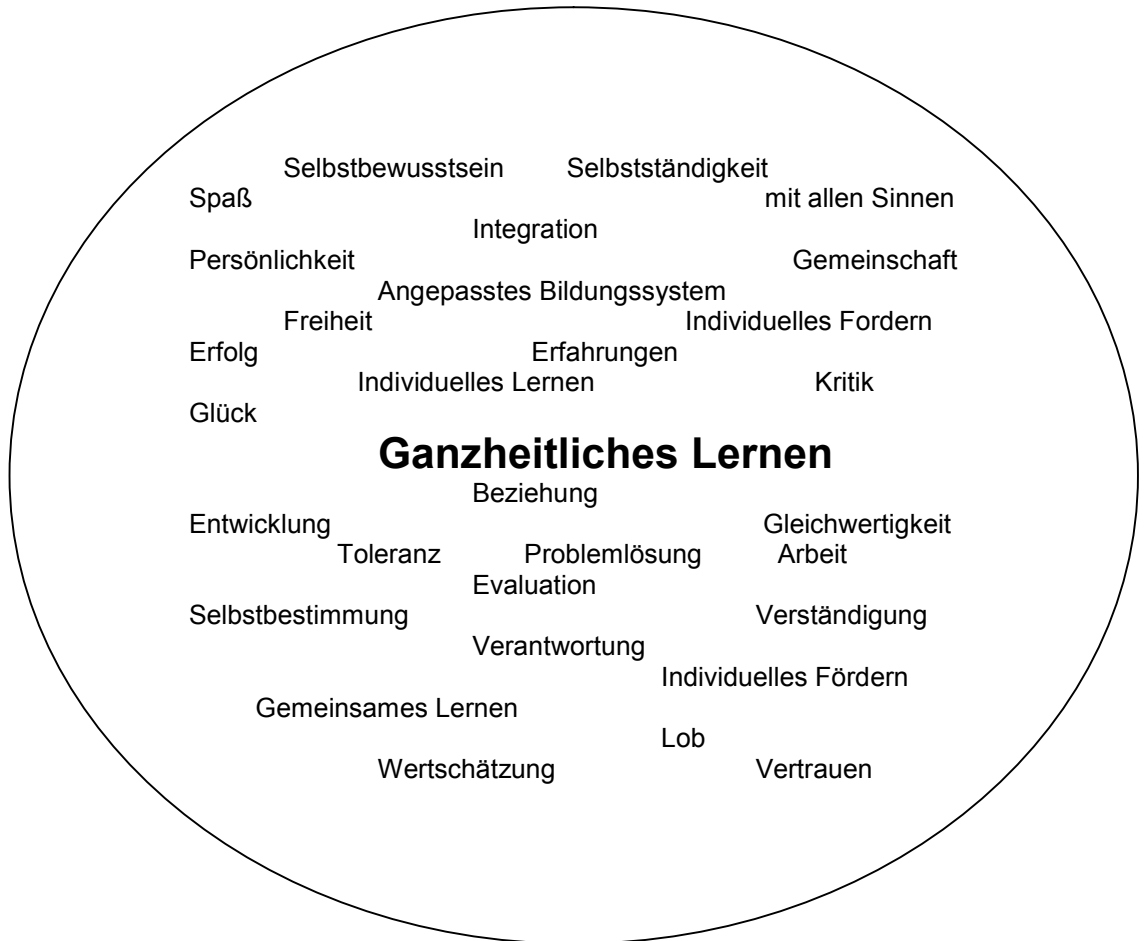 Selbstbewusstsein Selbstständigkeit
Spaß mit allen Sinnen
Integration
Persönlichkeit Gemeinschaft
Angepasstes Bildungssystem
Freiheit Individuelles Fordern
Erfolg Erfahrungen
Individuelles Lernen Kritik
Glück
Ganzheitliches Lernen
Beziehung
Entwicklung Gleichwertigkeit
Toleranz Problemlösung Arbeit
Evaluation
Selbstbestimmung Verständigung
Verantwortung
Individuelles Fördern
Gemeinsames Lernen
Lob
Wertschätzung Vertrauen